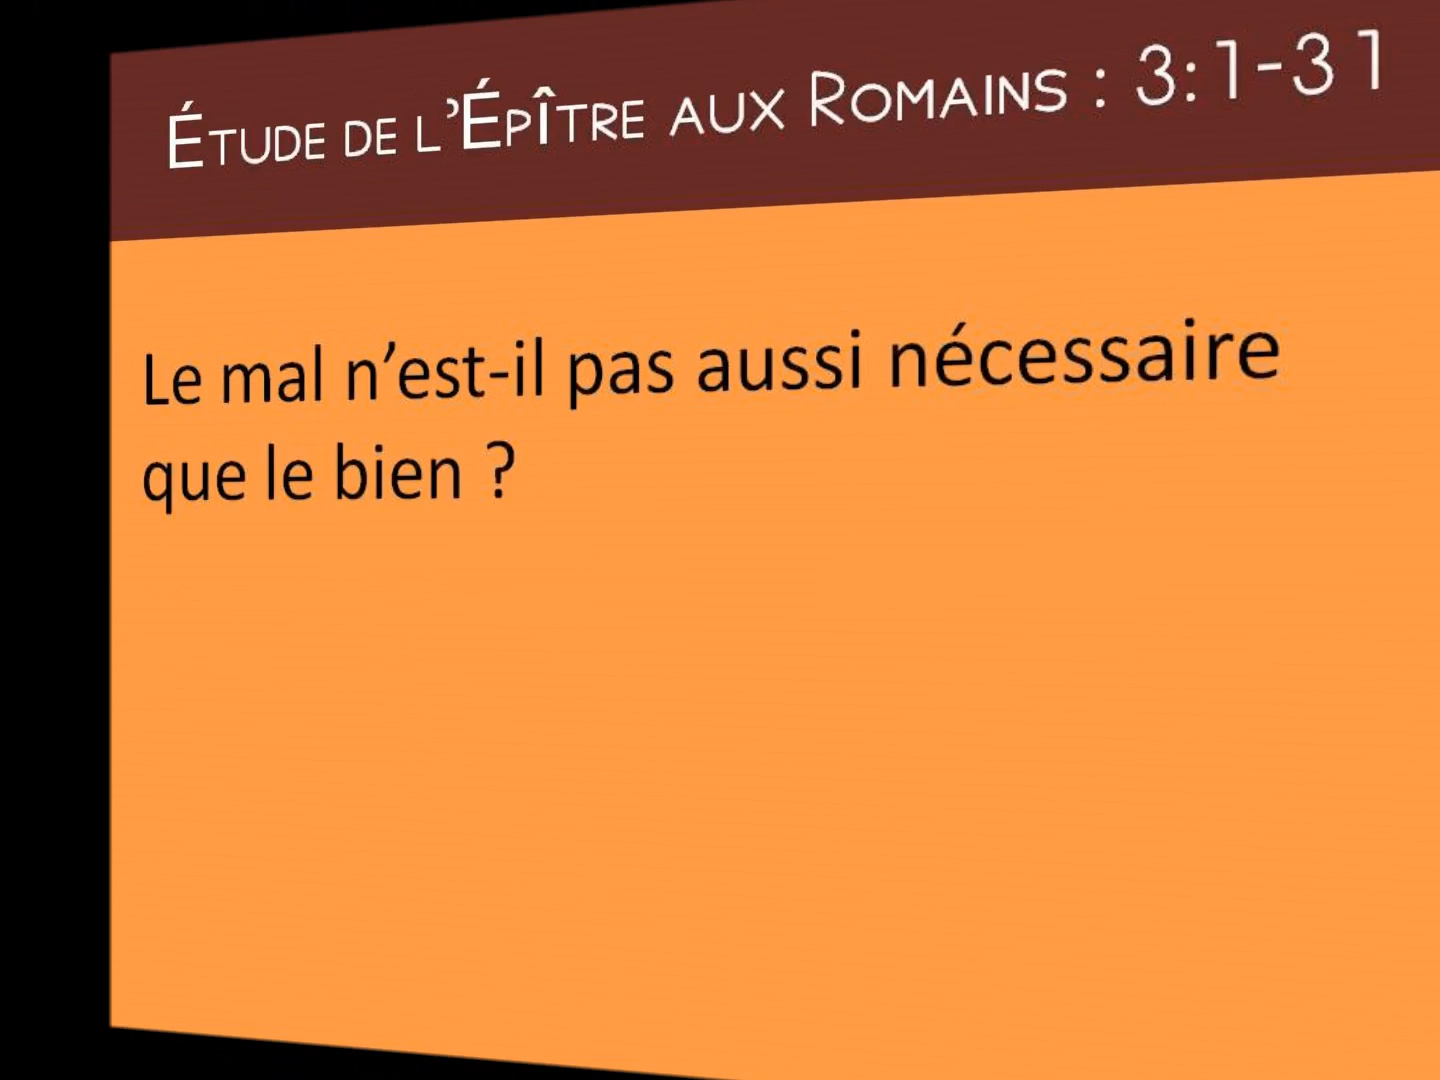 Étude de l'Épître aux Romains : 3:1-31
Le mal n’est-il pas aussi nécessaire
que le bien ?